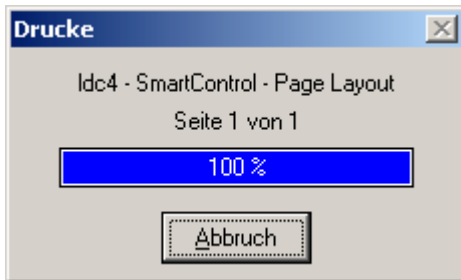 Drucke
Idc4 - SmartControl - Page Layout
Seite 1 von 1
100 %
Abbruch